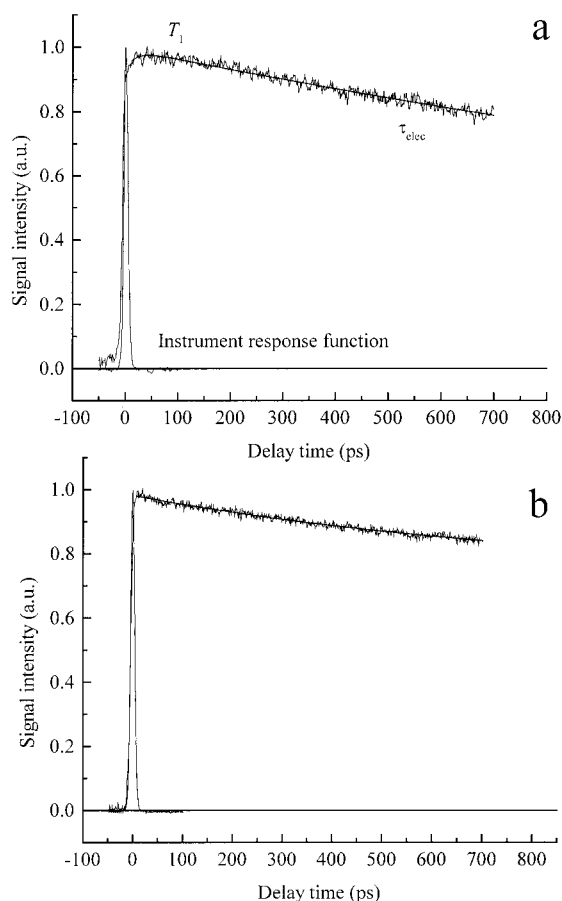 a
T1
τelec
Instrument response function
Signal intensity (a.u.)
1.0
0.8
0.6
0.4
0.2
0.0
-100 0 100 200 300 400 500 600 700 800
Delay time (ps)
b
Signal intensity (a.u.)
1.0
0.8
0.6
0.4
0.2
0.0
-100 0 100 200 300 400 500 600 700 800
Delay time (ps)